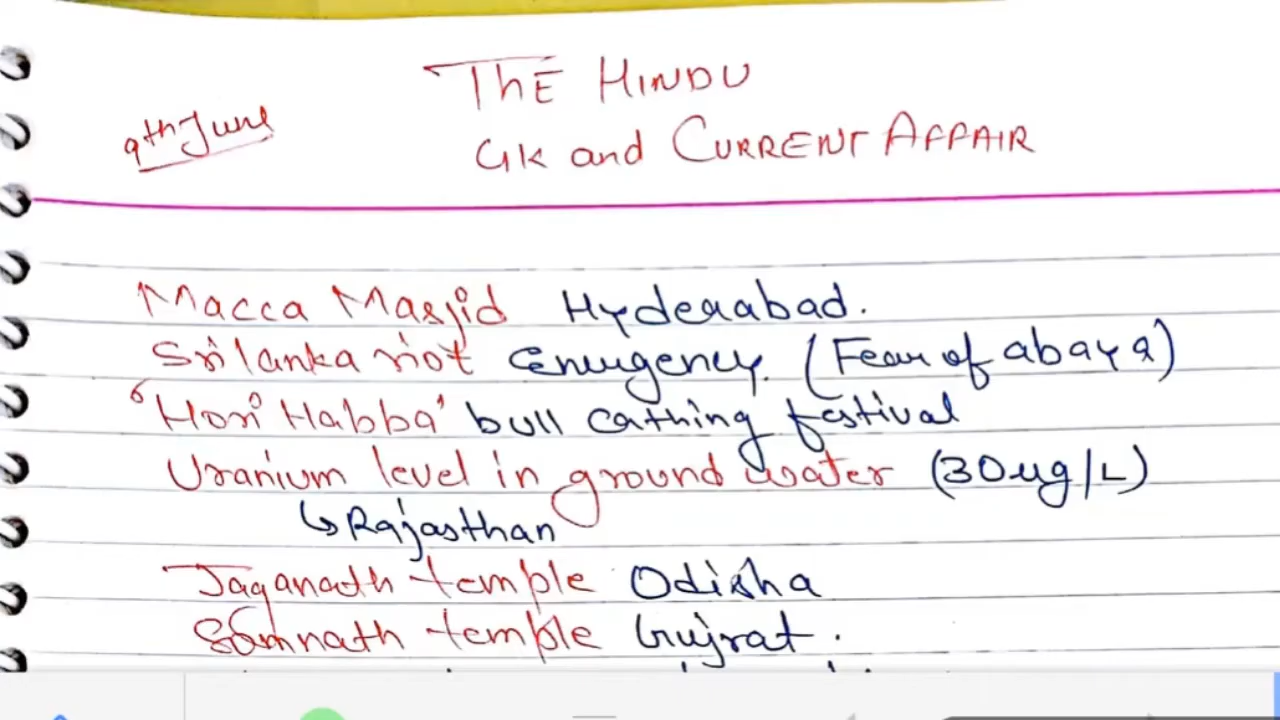 THE HINDU
9th June
GK and CURRENT AFFAIR
Macca Masjid Hyderabad.
Srilanka riot Emergency. (Fear of abaya)
'Hori Habba' bull cathing festival
Uranium level in ground water (30ug/L)
↳ Rajasthan
Jaganath temple Odisha
Somnath temple Gujrat.